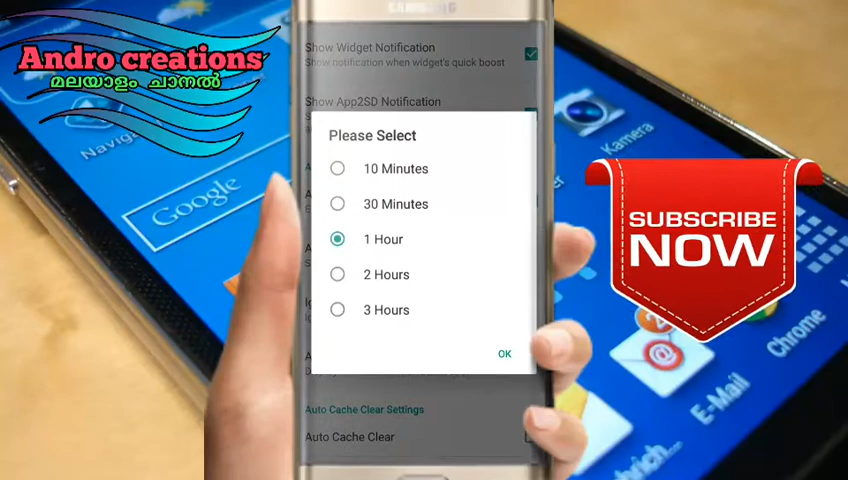 Andro creations
മലയാളം ചാനൽ
SAMSUNG
Show Widget Notification
Show notification when widget's quick boost
Show App2SD Notification
Please Select
10 Minutes
30 Minutes
1 Hour
2 Hours
3 Hours
OK
Auto Cache Clear Settings
Auto Cache Clear
Google
Kamera
SUBSCRIBE
NOW
Chrome
E-Mail